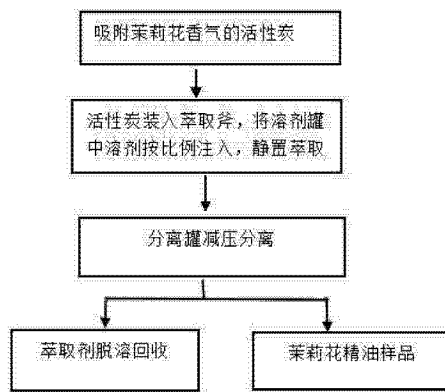 吸附茉莉花香气的活性炭
活性炭装入萃取斧，将溶剂罐
中溶剂按比例注入，静置萃取
分离罐减压分离
萃取剂脱溶回收
茉莉花精油样品